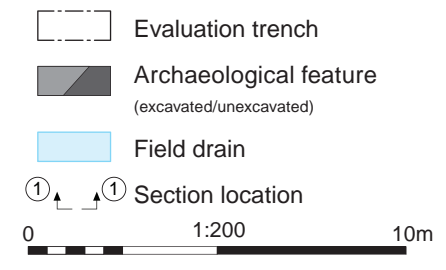 Evaluation trench
Archaeological feature
(excavated/unexcavated)
Field drain
1 1 Section location
0 1:200 10m